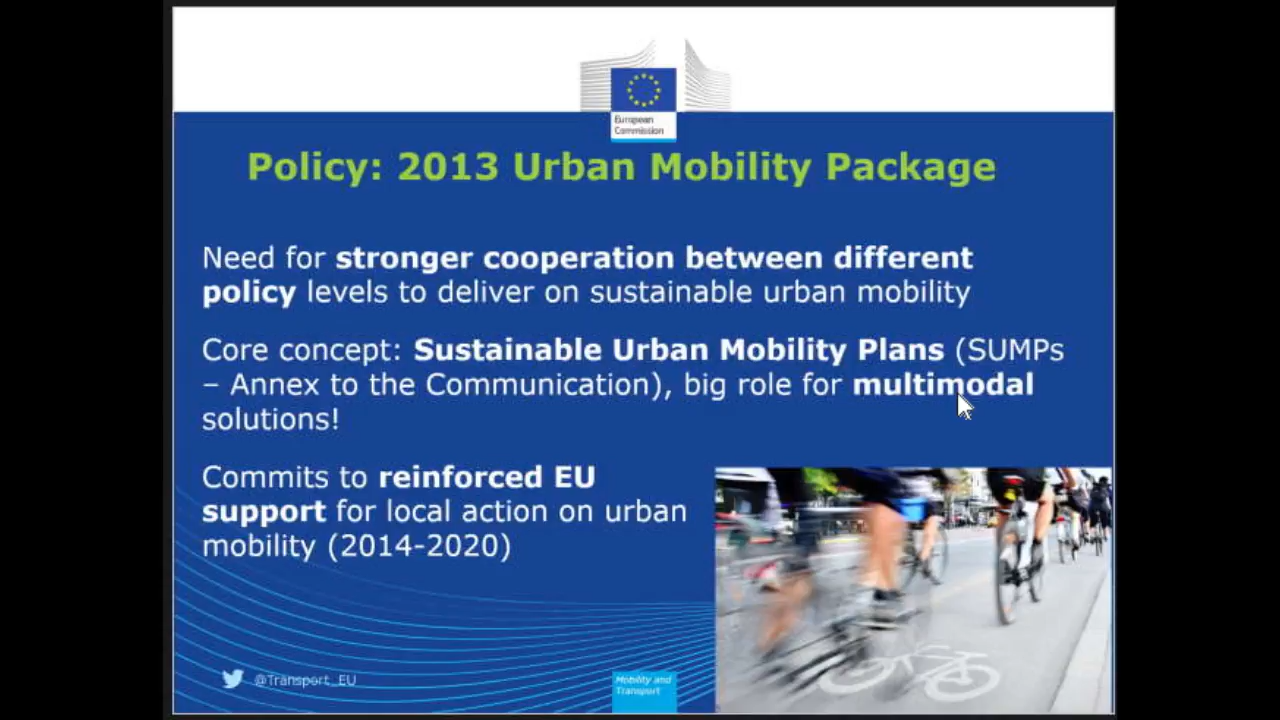 European
Commission
Policy: 2013 Urban Mobility Package
Need for stronger cooperation between different
policy levels to deliver on sustainable urban mobility
Core concept: Sustainable Urban Mobility Plans (SUMPs
– Annex to the Communication), big role for multimodal
solutions!
Commits to reinforced EU
support for local action on urban
mobility (2014-2020)
@Transport_EU
Mobility and
Transport